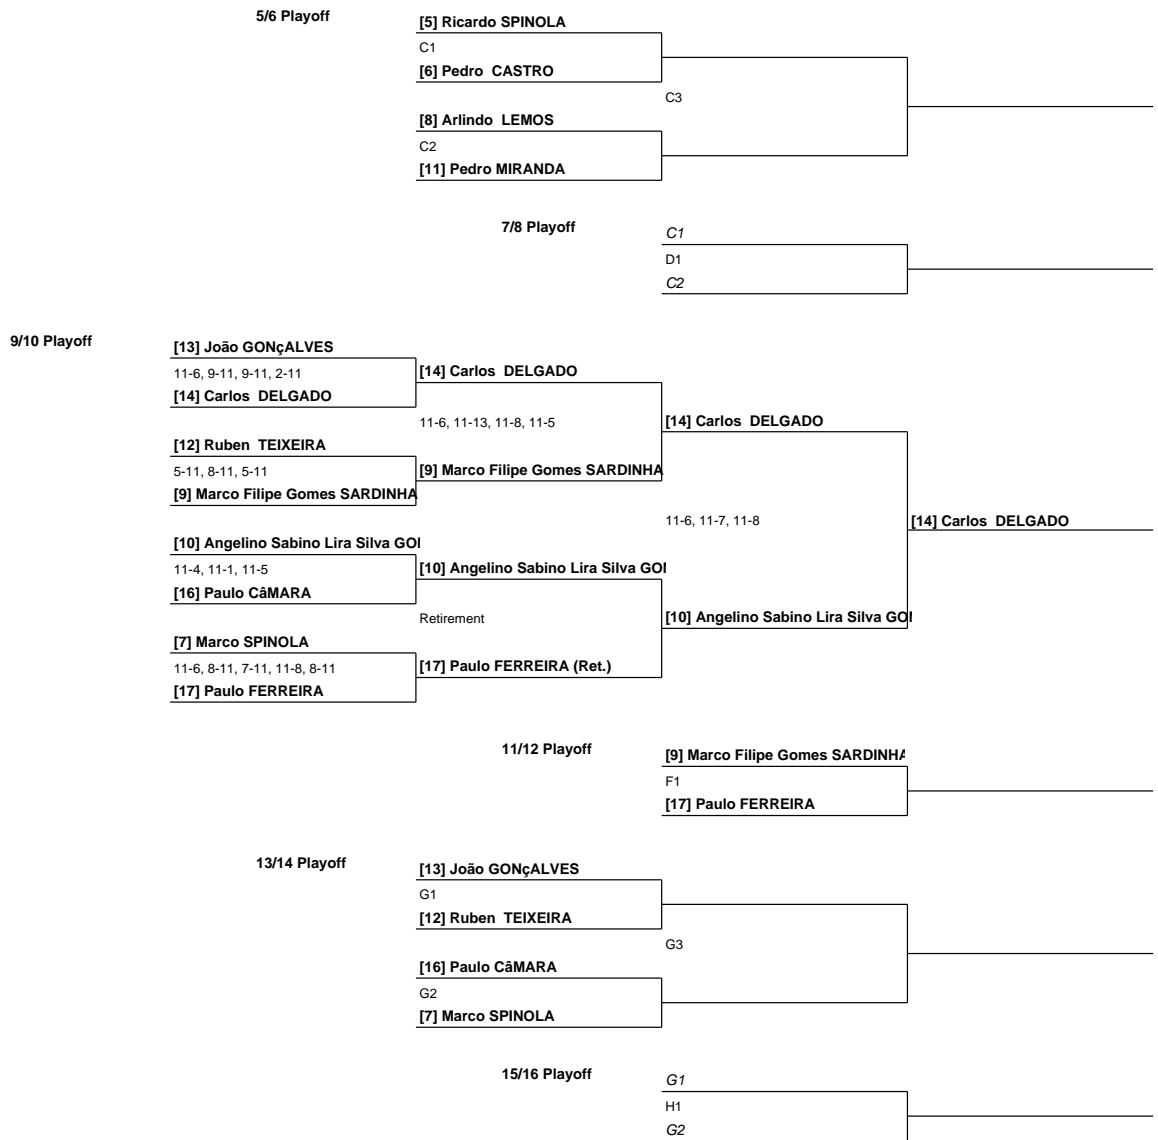 5/6 Playoff
[5] Ricardo SPINOLA
C1
[6] Pedro CASTRO
C3
[8] Arlindo LEMOS
C2
[11] Pedro MIRANDA
7/8 Playoff
C1
D1
C2
9/10 Playoff
[13] João GONçALVES
11-6, 9-11, 9-11, 2-11
[14] Carlos DELGADO
[14] Carlos DELGADO
11-6, 11-13, 11-8, 11-5
[14] Carlos DELGADO
[12] Ruben TEIXEIRA
5-11, 8-11, 5-11
[9] Marco Filipe Gomes SARDINHA
[9] Marco Filipe Gomes SARDINHA
11-6, 11-7, 11-8
[14] Carlos DELGADO
[10] Angelino Sabino Lira Silva GO
11-4, 11-1, 11-5
[10] Angelino Sabino Lira Silva GO
[16] Paulo CâMARA
Retirement
[10] Angelino Sabino Lira Silva GO
[7] Marco SPINOLA
11-6, 8-11, 7-11, 11-8, 8-11
[17] Paulo FERREIRA (Ret.)
[17] Paulo FERREIRA
11/12 Playoff
[9] Marco Filipe Gomes SARDINHA
F1
[17] Paulo FERREIRA
13/14 Playoff
[13] João GONçALVES
G1
[12] Ruben TEIXEIRA
G3
[16] Paulo CâMARA
G2
[7] Marco SPINOLA
15/16 Playoff
G1
H1
G2